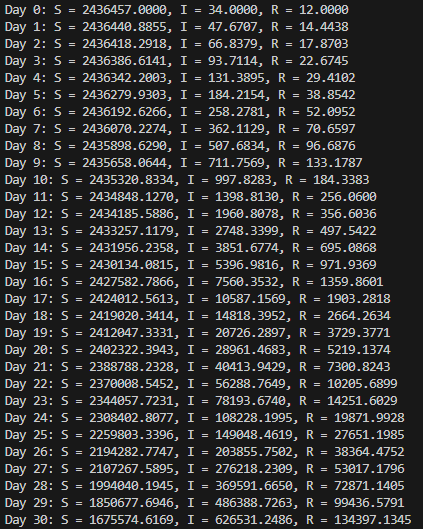 Day 0: S = 2436457.0000, I = 34.0000, R = 12.0000
Day 1: S = 2436440.8855, I = 47.6707, R = 14.4438
Day 2: S = 2436418.2918, I = 66.8379, R = 17.8703
Day 3: S = 2436386.6141, I = 93.7114, R = 22.6745
Day 4: S = 2436342.2003, I = 131.3895, R = 29.4102
Day 5: S = 2436279.9303, I = 184.2154, R = 38.8542
Day 6: S = 2436192.6266, I = 258.2781, R = 52.0952
Day 7: S = 2436070.2274, I = 362.1129, R = 70.6597
Day 8: S = 2435898.6290, I = 507.6834, R = 96.6876
Day 9: S = 2435658.0644, I = 711.7569, R = 133.1787
Day 10: S = 2435320.8334, I = 997.8283, R = 184.3383
Day 11: S = 2434848.1270, I = 1398.8130, R = 256.0600
Day 12: S = 2434185.5886, I = 1960.8078, R = 356.6036
Day 13: S = 2433257.1179, I = 2748.3399, R = 497.5422
Day 14: S = 2431956.2358, I = 3851.6774, R = 695.0868
Day 15: S = 2430134.0815, I = 5396.9816, R = 971.9369
Day 16: S = 2427582.7866, I = 7560.3532, R = 1359.8601
Day 17: S = 2424012.5613, I = 10587.1569, R = 1903.2818
Day 18: S = 2419020.3414, I = 14818.3952, R = 2664.2634
Day 19: S = 2412047.3331, I = 20726.2897, R = 3729.3771
Day 20: S = 2402322.3943, I = 28961.4683, R = 5219.1374
Day 21: S = 2388788.2328, I = 40413.9429, R = 7300.8243
Day 22: S = 2370008.5452, I = 56288.7649, R = 10205.6899
Day 23: S = 2344057.7231, I = 78193.6740, R = 14251.6029
Day 24: S = 2308402.8077, I = 108228.1995, R = 19871.9928
Day 25: S = 2259803.3396, I = 149048.4619, R = 27651.1985
Day 26: S = 2194282.7747, I = 203855.7502, R = 38364.4752
Day 27: S = 2107267.5895, I = 276218.2309, R = 53017.1796
Day 28: S = 1994040.1945, I = 369591.6650, R = 72871.1405
Day 29: S = 1850677.6946, I = 486388.7263, R = 99436.5791
Day 30: S = 1675574.6169, I = 626531.2486, R = 134397.1345